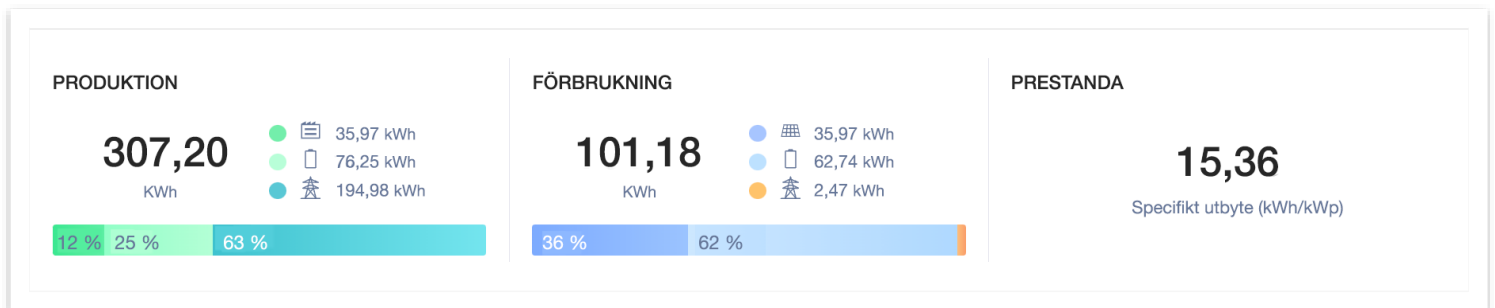 PRODUKTION
307,20
KWh
35,97 kWh
76,25 kWh
194,98 kWh
12 % 25 % 63 %
FÖRBRUKNING
101,18
KWh
35,97 kWh
62,74 kWh
2,47 kWh
36 % 62 %
PRESTANDA
15,36
Specifikt utbyte (kWh/kWp)